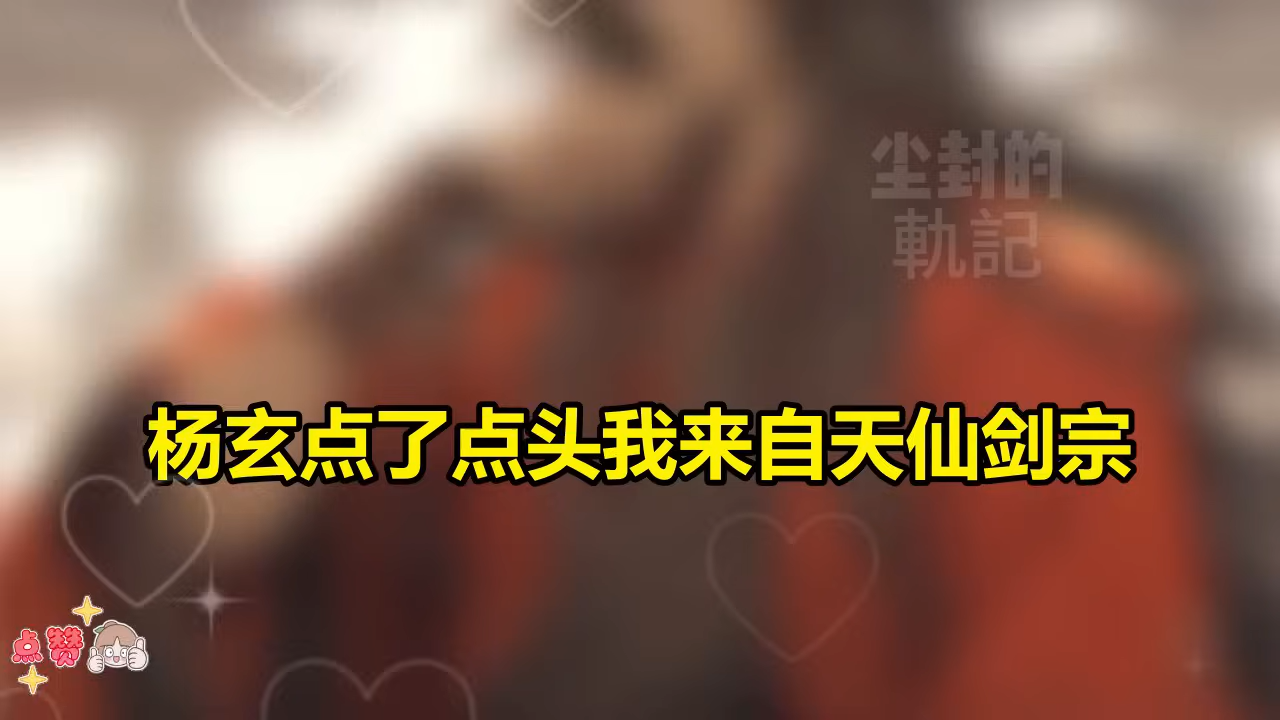 尘封的
軌記
杨玄点了点头我来自天仙剑宗
点赞